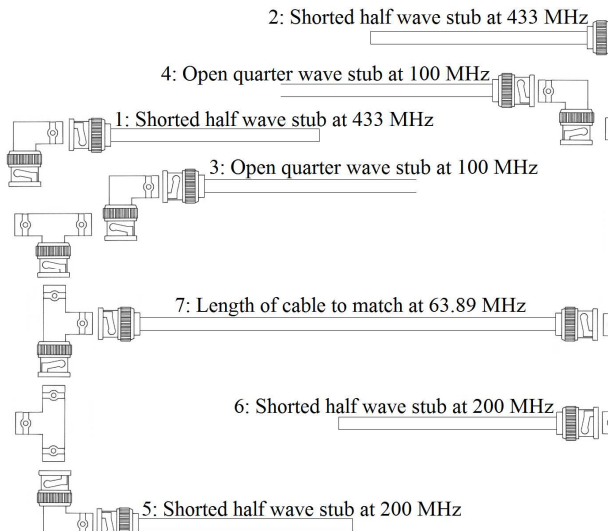 2: Shorted half wave stub at 433 MHz
4: Open quarter wave stub at 100 MHz
1: Shorted half wave stub at 433 MHz
3: Open quarter wave stub at 100 MHz
7: Length of cable to match at 63.89 MHz
6: Shorted half wave stub at 200 MHz
5: Shorted half wave stub at 200 MHz